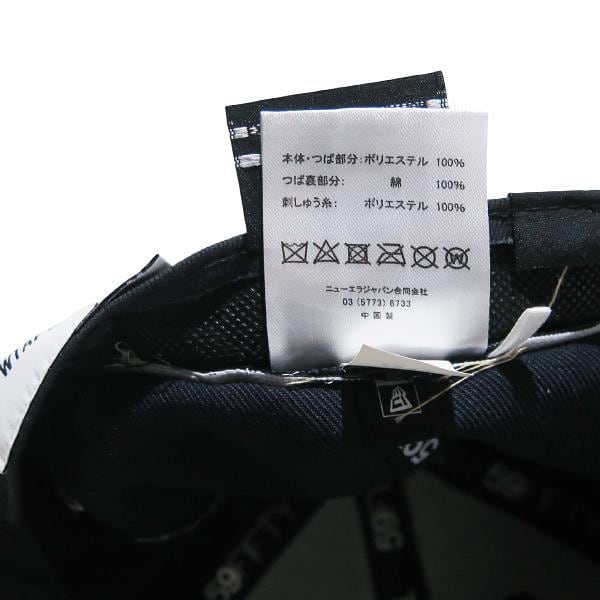 本体・つば部分: ポリエステル 100%
つば裏部分: 綿 100%
刺しゅう糸: ポリエステル 100%
ニューエラジャパン合同会社
03 (5773) 6733
中国製
59FIFTY
59FIFTY
59